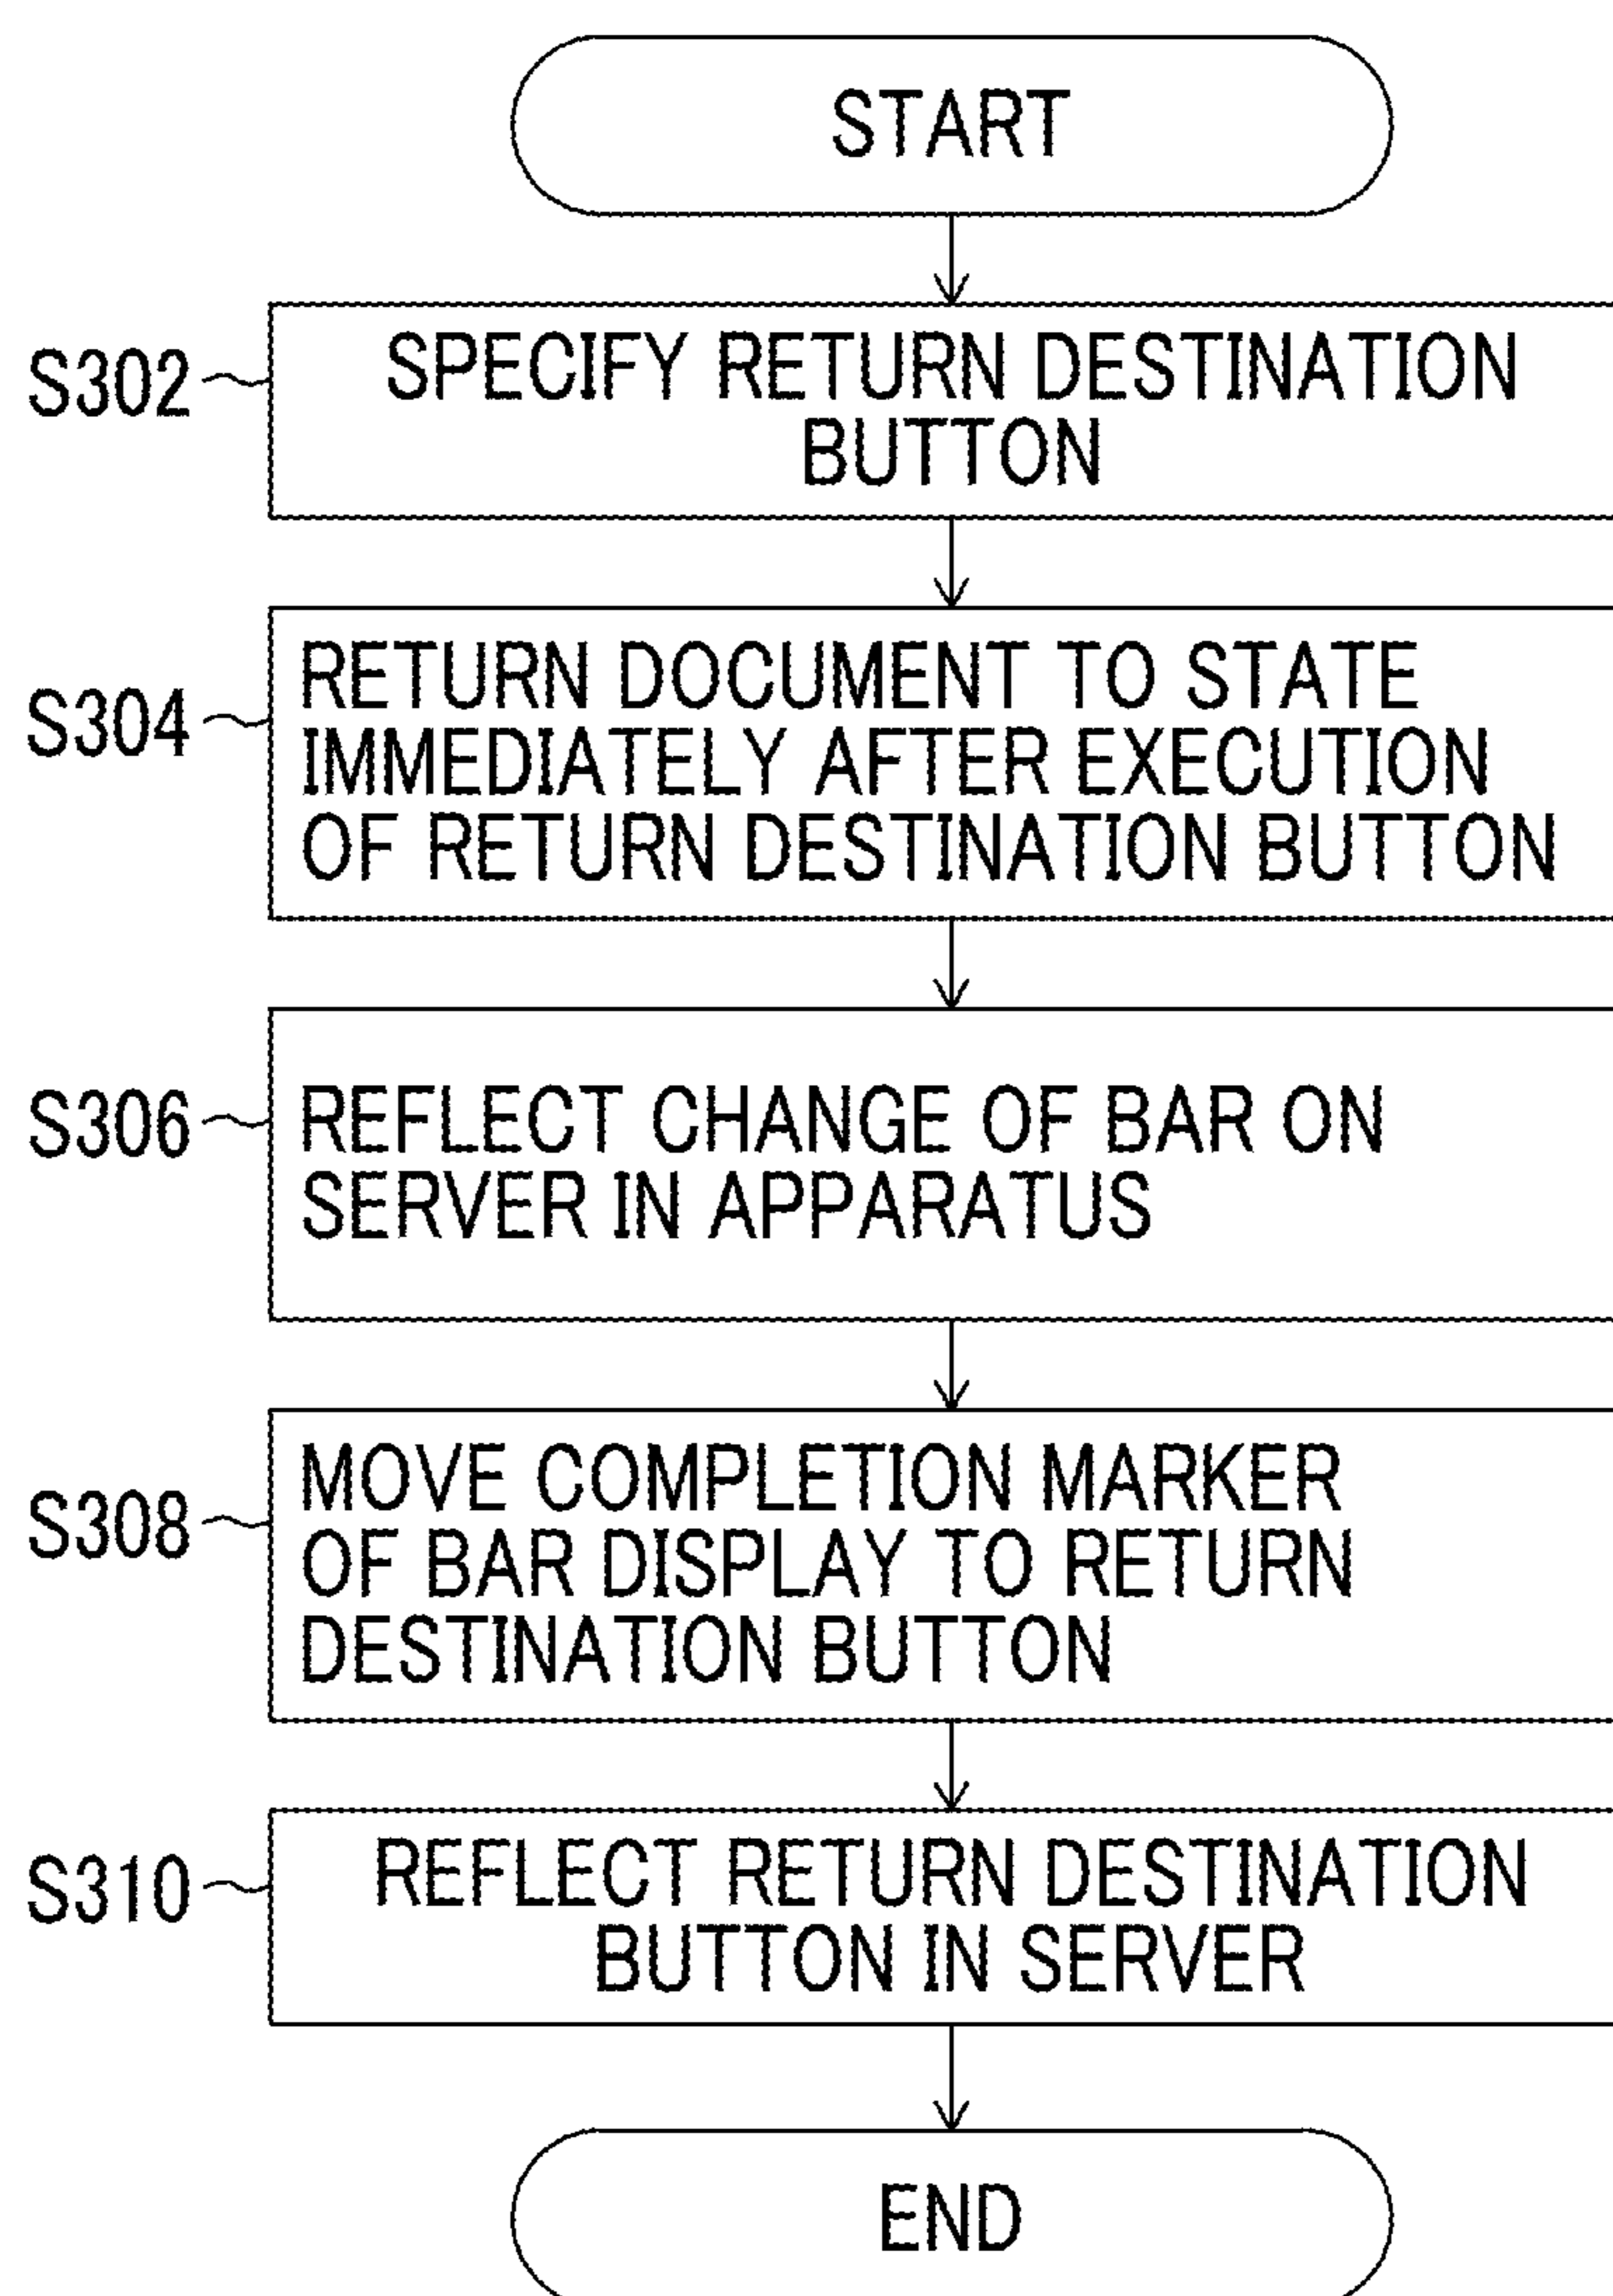 START
S302
SPECIFY RETURN DESTINATION
BUTTON
S304
RETURN DOCUMENT TO STATE
IMMEDIATELY AFTER EXECUTION
OF RETURN DESTINATION BUTTON
S306
REFLECT CHANGE OF BAR ON
SERVER IN APPARATUS
S308
MOVE COMPLETION MARKER
OF BAR DISPLAY TO RETURN
DESTINATION BUTTON
S310
REFLECT RETURN DESTINATION
BUTTON IN SERVER
END